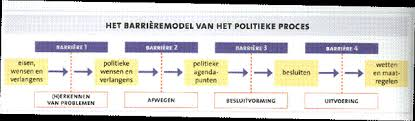 HET BARRIÈREMODEL VAN HET POLITIEKE PROCES
BARRIÈRE 1
BARRIÈRE 2
BARRIÈRE 3
BARRIÈRE 4
eisen,
wensen en
verlangens
politieke
wensen en
verlangens
politieke
agenda-
punten
besluiten
wetten
en maat-
regelen
(H)ERKENNEN
VAN PROBLEMEN
AFWEGEN
BESLUITVORMING
UITVOERING